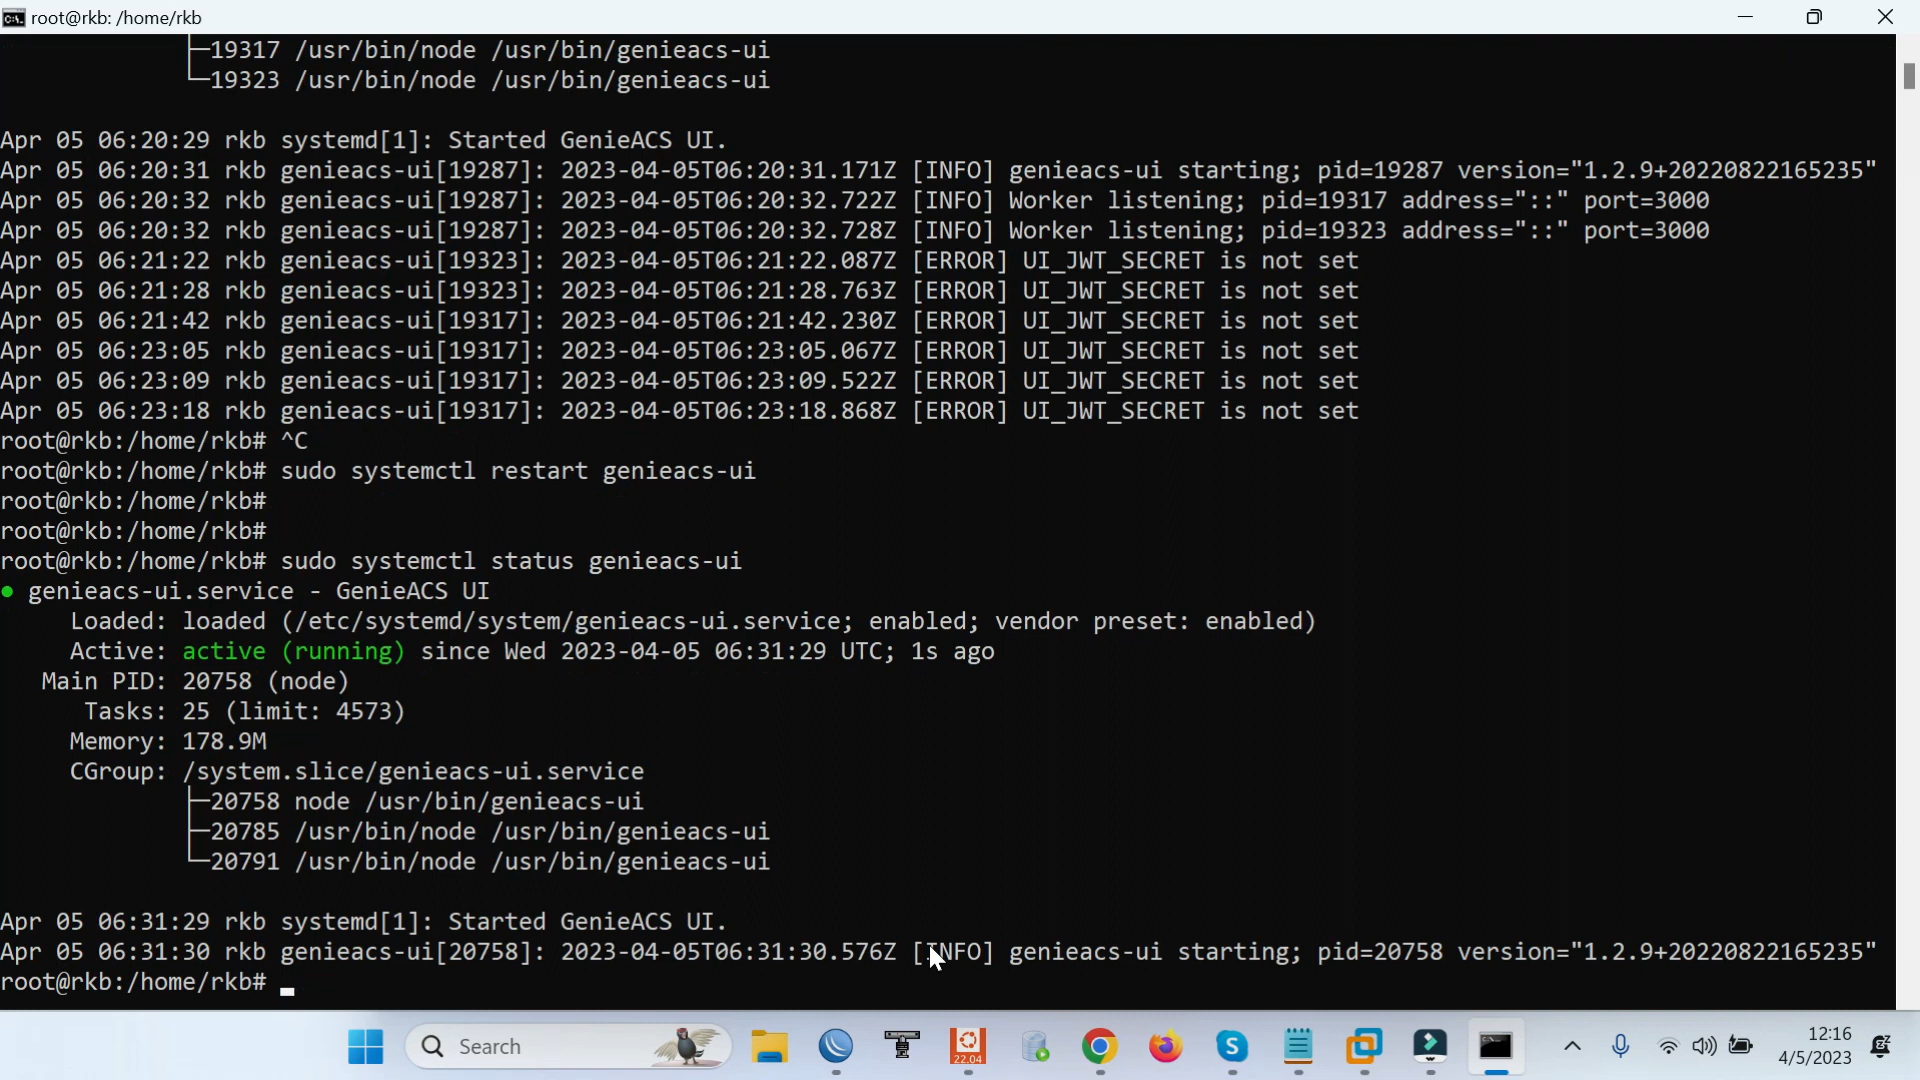 root@rkb: /home/rkb
├─19317 /usr/bin/node /usr/bin/genieacs-ui
└─19323 /usr/bin/node /usr/bin/genieacs-ui
Apr 05 06:20:29 rkb systemd[1]: Started GenieACS UI.
Apr 05 06:20:31 rkb genieacs-ui[19287]: 2023-04-05T06:20:31.171Z [INFO] genieacs-ui starting; pid=19287 version="1.2.9+20220822165235"
Apr 05 06:20:32 rkb genieacs-ui[19287]: 2023-04-05T06:20:32.722Z [INFO] Worker listening; pid=19317 address="::" port=3000
Apr 05 06:20:32 rkb genieacs-ui[19287]: 2023-04-05T06:20:32.728Z [INFO] Worker listening; pid=19323 address="::" port=3000
Apr 05 06:21:22 rkb genieacs-ui[19323]: 2023-04-05T06:21:22.087Z [ERROR] UI_JWT_SECRET is not set
Apr 05 06:21:28 rkb genieacs-ui[19323]: 2023-04-05T06:21:28.763Z [ERROR] UI_JWT_SECRET is not set
Apr 05 06:21:42 rkb genieacs-ui[19317]: 2023-04-05T06:21:42.230Z [ERROR] UI_JWT_SECRET is not set
Apr 05 06:23:05 rkb genieacs-ui[19317]: 2023-04-05T06:23:05.067Z [ERROR] UI_JWT_SECRET is not set
Apr 05 06:23:09 rkb genieacs-ui[19317]: 2023-04-05T06:23:09.522Z [ERROR] UI_JWT_SECRET is not set
Apr 05 06:23:18 rkb genieacs-ui[19317]: 2023-04-05T06:23:18.868Z [ERROR] UI_JWT_SECRET is not set
root@rkb:/home/rkb# ^C
root@rkb:/home/rkb# sudo systemctl restart genieacs-ui
root@rkb:/home/rkb#
root@rkb:/home/rkb#
root@rkb:/home/rkb# sudo systemctl status genieacs-ui
● genieacs-ui.service - GenieACS UI
Loaded: loaded (/etc/systemd/system/genieacs-ui.service; enabled; vendor preset: enabled)
Active: active (running) since Wed 2023-04-05 06:31:29 UTC; 1s ago
Main PID: 20758 (node)
Tasks: 25 (limit: 4573)
Memory: 178.9M
CGroup: /system.slice/genieacs-ui.service
├─20758 node /usr/bin/genieacs-ui
├─20785 /usr/bin/node /usr/bin/genieacs-ui
└─20791 /usr/bin/node /usr/bin/genieacs-ui
Apr 05 06:31:29 rkb systemd[1]: Started GenieACS UI.
Apr 05 06:31:30 rkb genieacs-ui[20758]: 2023-04-05T06:31:30.576Z [INFO] genieacs-ui starting; pid=20758 version="1.2.9+20220822165235"
root@rkb:/home/rkb#
Search
22.04
12:16
4/5/2023